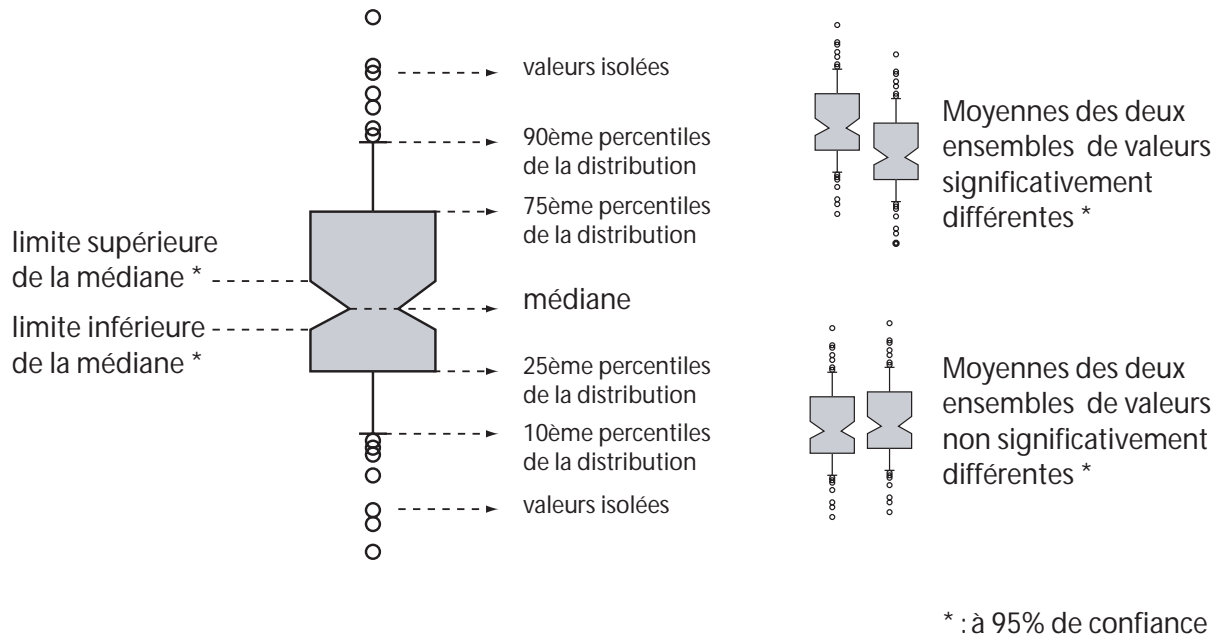 limite supérieure
de la médiane *
limite inférieure
de la médiane *
valeurs isolées
90ème percentiles
de la distribution
75ème percentiles
de la distribution
médiane
25ème percentiles
de la distribution
10ème percentiles
de la distribution
valeurs isolées
Moyennes des deux
ensembles de valeurs
significativement
différentes *
Moyennes des deux
ensembles de valeurs
non significativement
différentes *
* : à 95% de confiance